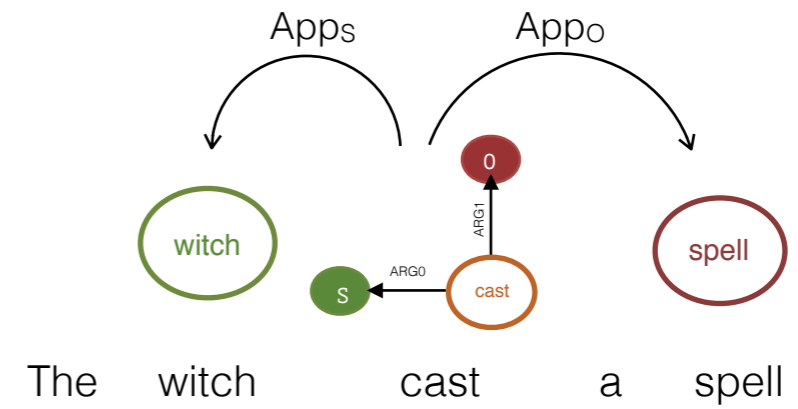 AppS AppO
O
ARG1
witch spell
ARG0
S cast
The witch cast a spell